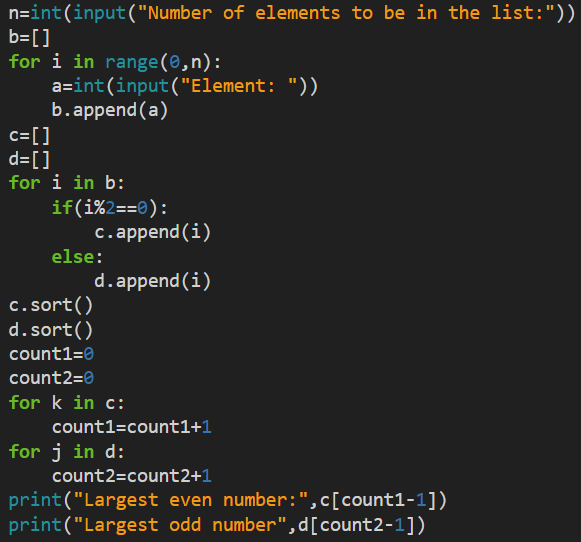 n=int(input("Number of elements to be in the list:"))
b=[]
for i in range(0,n):
    a=int(input("Element: "))
    b.append(a)
c=[]
d=[]
for i in b:
    if(i%2==0):
        c.append(i)
    else:
        d.append(i)
c.sort()
d.sort()
count1=0
count2=0
for k in c:
    count1=count1+1
for j in d:
    count2=count2+1
print("Largest even number:",c[count1-1])
print("Largest odd number",d[count2-1])